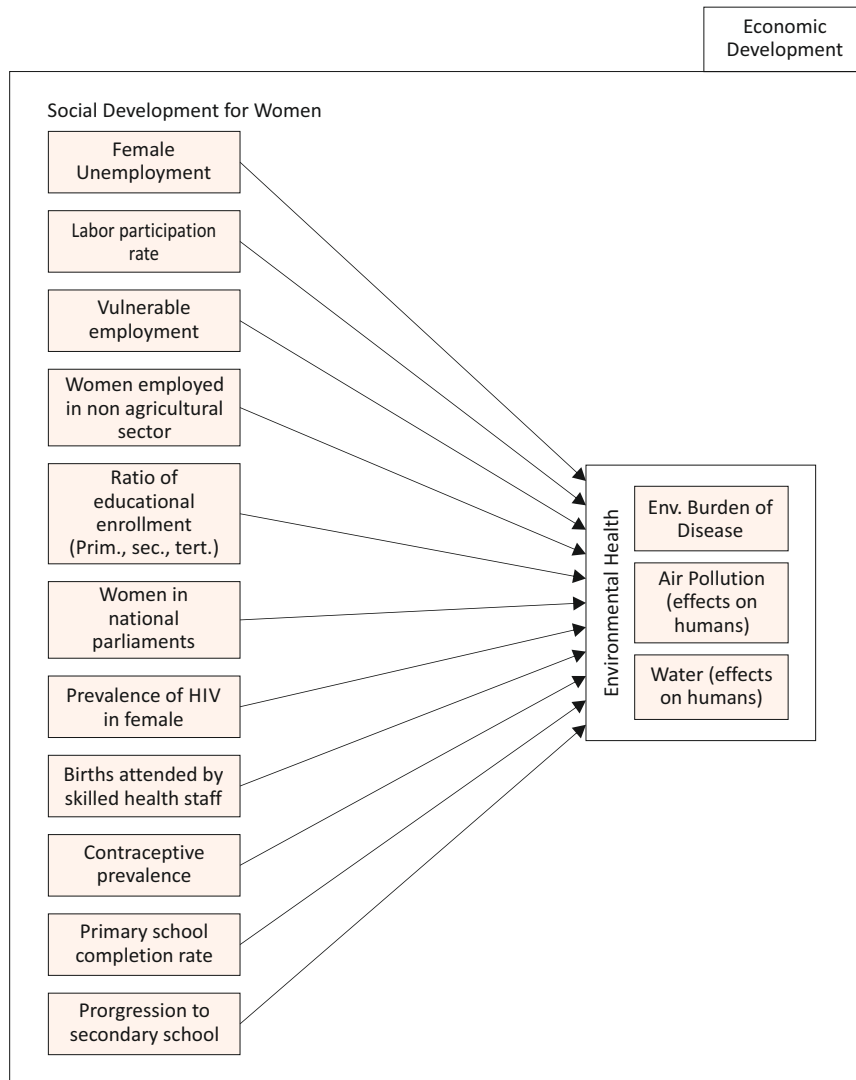 Economic
Development
Social Development for Women
Female
Unemployment
Labor participation
rate
Vulnerable
employment
Women employed
in non agricultural
sector
Ratio of
educational
enrollment
(Prim., sec., tert.)
Women in
national
parliaments
Prevalence of HIV
in female
Births attended by
skilled health staff
Contraceptive
prevalence
Primary school
completion rate
Prorgression to
secondary school
Environmental Health
Env. Burden of
Disease
Air Pollution
(effects on
humans)
Water (effects
on humans)